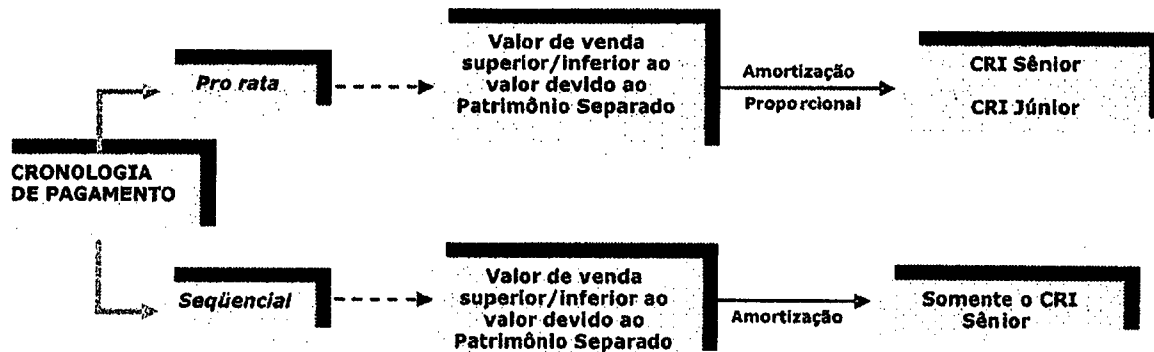 Pro rata
Valor de venda
superior/inferior ao
valor devido ao
Patrimônio Separado
Amortização
Proporcional
CRI Sênior
CRI Júnior
CRONOLOGIA
DE PAGAMENTO
Seqüencial
Valor de venda
superior/inferior ao
valor devido ao
Patrimônio Separado
Amortização
Somente o CRI
Sênior